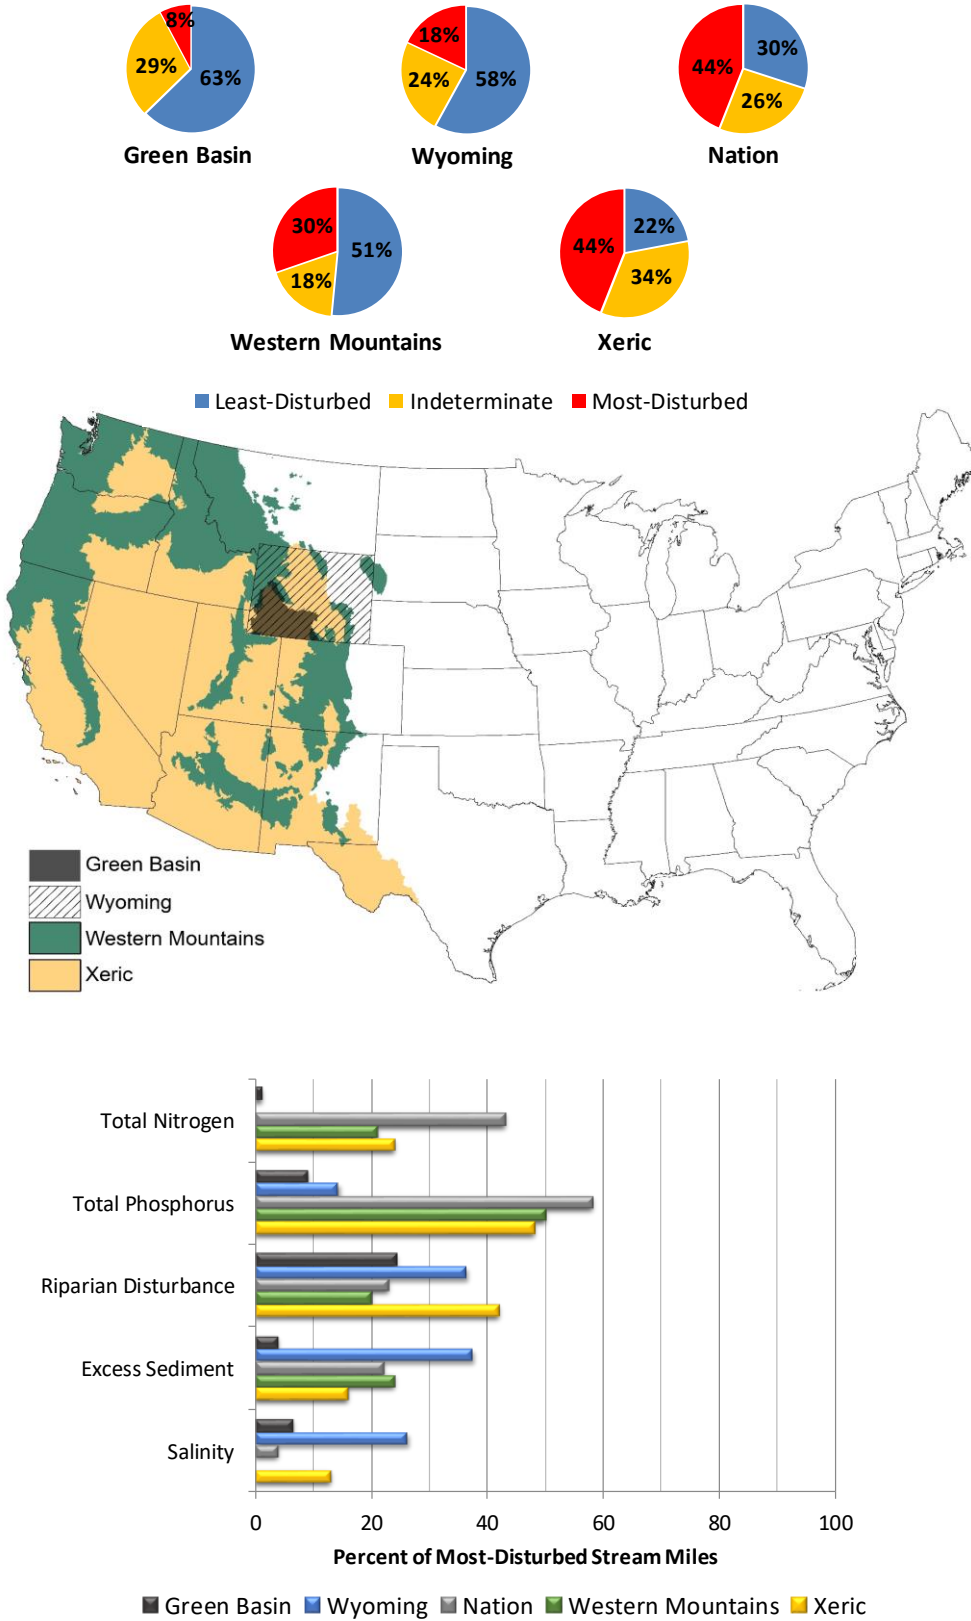 8%
29%
63%
Green Basin
18%
24%
58%
Wyoming
30%
44%
26%
Nation
30%
51%
18%
Western Mountains
22%
44%
34%
Xeric
Least-Disturbed Indeterminate Most-Disturbed
Green Basin
Wyoming
Western Mountains
Xeric
Total Nitrogen
Total Phosphorus
Riparian Disturbance
Excess Sediment
Salinity
0 20 40 60 80 100
Percent of Most-Disturbed Stream Miles
Green Basin Wyoming Nation Western Mountains Xeric